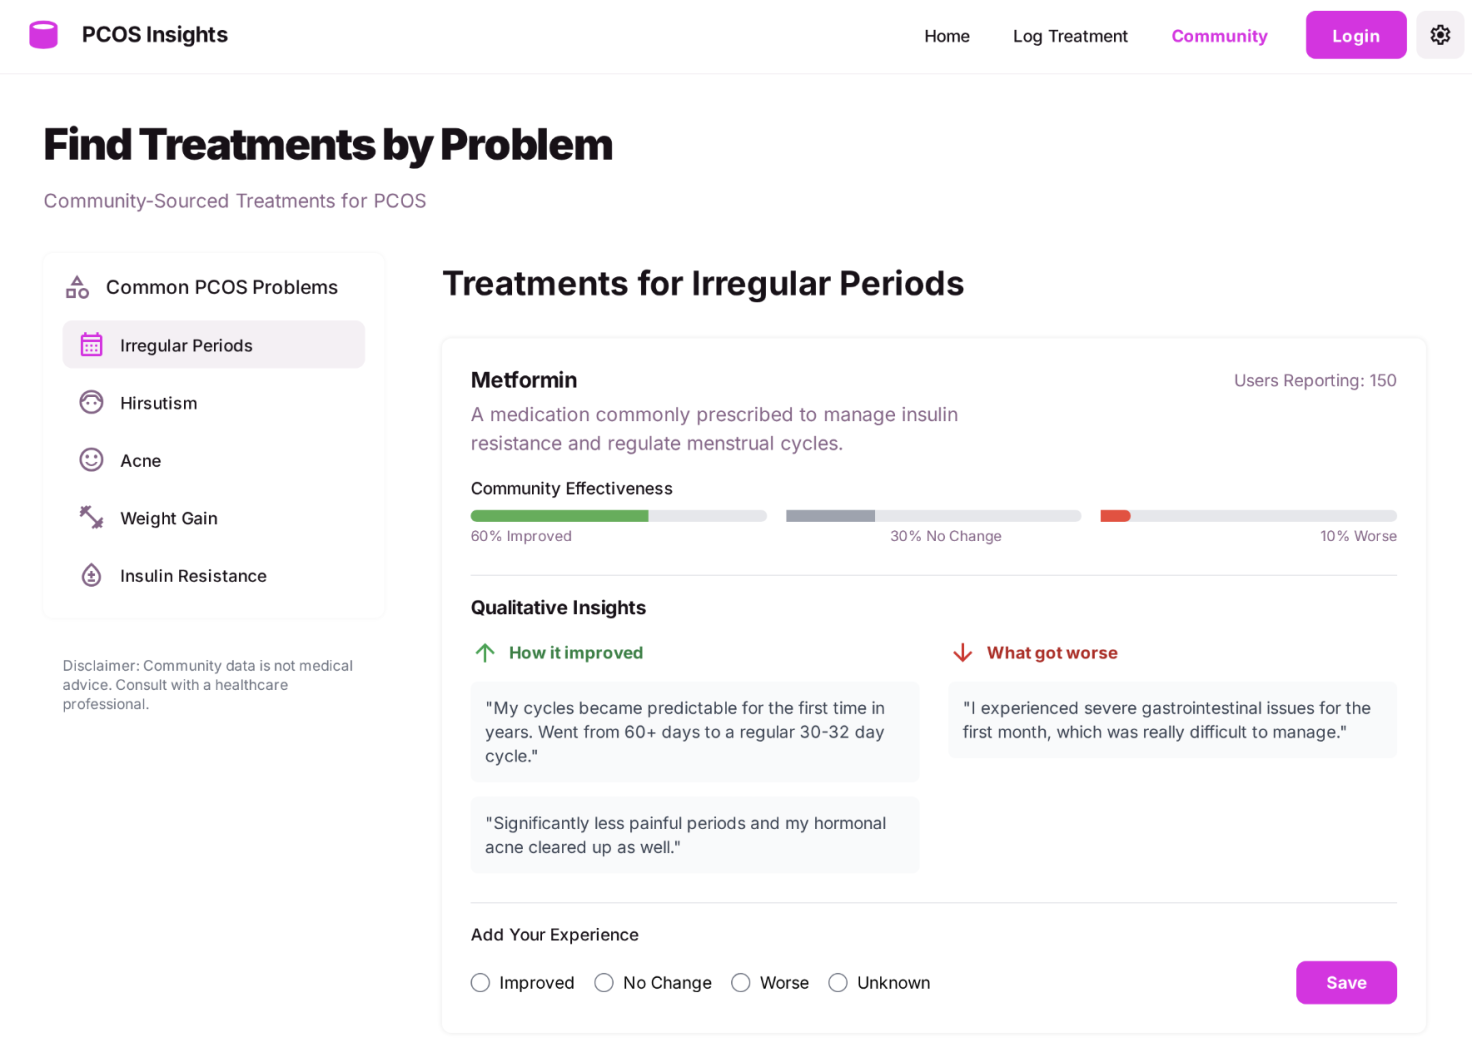 PCOS Insights
Home
Log Treatment
Community
Login
Find Treatments by Problem
Community-Sourced Treatments for PCOS
Common PCOS Problems
Irregular Periods
Hirsutism
Acne
Weight Gain
Insulin Resistance
Disclaimer: Community data is not medical
advice. Consult with a healthcare
professional.
Treatments for Irregular Periods
Metformin
Users Reporting: 150
A medication commonly prescribed to manage insulin
resistance and regulate menstrual cycles.
Community Effectiveness
60% Improved
30% No Change
10% Worse
Qualitative Insights
How it improved
"My cycles became predictable for the first time in
years. Went from 60+ days to a regular 30-32 day
cycle."
"Significantly less painful periods and my hormonal
acne cleared up as well."
What got worse
"I experienced severe gastrointestinal issues for the
first month, which was really difficult to manage."
Add Your Experience
Improved
No Change
Worse
Unknown
Save